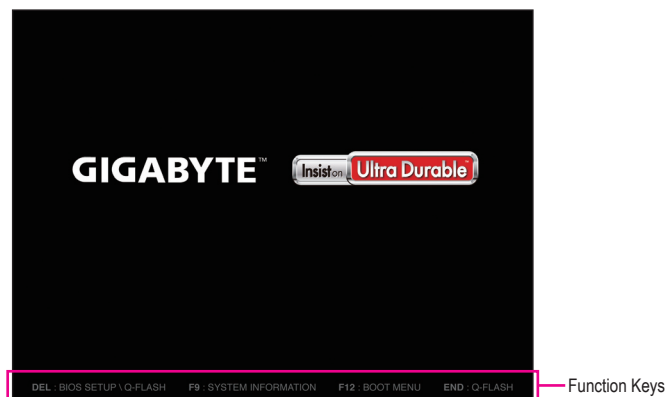 GIGABYTE™
Insist on Ultra Durable™
DEL : BIOS SETUP \ Q-FLASH F9 : SYSTEM INFORMATION F12 : BOOT MENU END : Q-FLASH
Function Keys